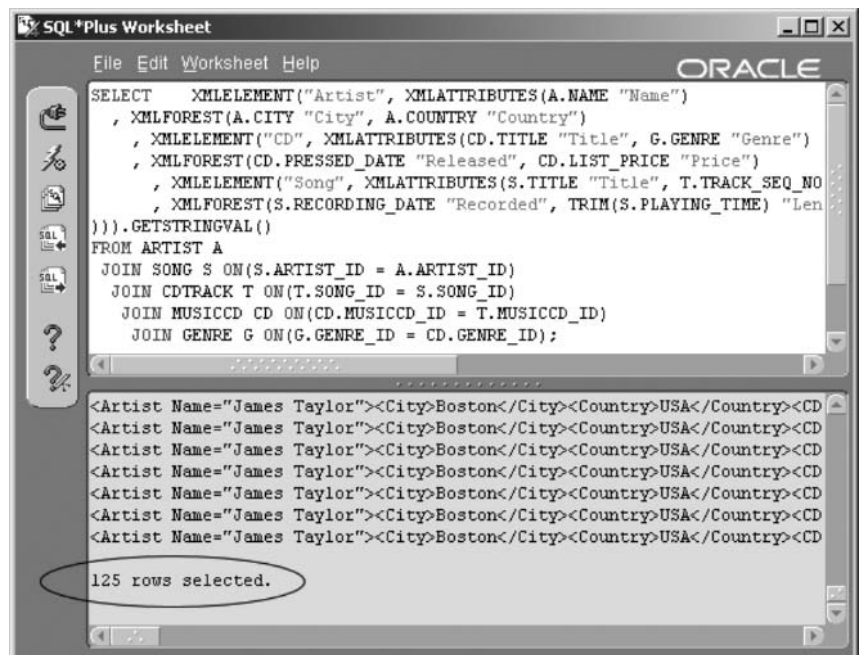 SQL*Plus Worksheet
File Edit Worksheet Help
ORACLE
SELECT XMLELEMENT("Artist", XMLATTRIBUTES(A.NAME "Name")
, XMLFOREST(A.CITY "City", A.COUNTRY "Country")
, XMLELEMENT("CD", XMLATTRIBUTES(CD.TITLE "Title", G.GENRE "Genre")
, XMLFOREST(CD.PRESSED_DATE "Released", CD.LIST_PRICE "Price")
, XMLELEMENT("Song", XMLATTRIBUTES(S.TITLE "Title", T.TRACK_SEQ_NO
, XMLFOREST(S.RECORDING_DATE "Recorded", TRIM(S.PLAYING_TIME) "Len
))).GETSTRINGVAL()
FROM ARTIST A
JOIN SONG S ON(S.ARTIST_ID = A.ARTIST_ID)
JOIN CDTRACK T ON(T.SONG_ID = S.SONG_ID)
JOIN MUSICCD CD ON(CD.MUSICCD_ID = T.MUSICCD_ID)
JOIN GENRE G ON(G.GENRE_ID = CD.GENRE_ID);
SQL
SQL
<Artist Name="James Taylor"><City>Boston</City><Country>USA</Country><CD
<Artist Name="James Taylor"><City>Boston</City><Country>USA</Country><CD
<Artist Name="James Taylor"><City>Boston</City><Country>USA</Country><CD
<Artist Name="James Taylor"><City>Boston</City><Country>USA</Country><CD
<Artist Name="James Taylor"><City>Boston</City><Country>USA</Country><CD
<Artist Name="James Taylor"><City>Boston</City><Country>USA</Country><CD
<Artist Name="James Taylor"><City>Boston</City><Country>USA</Country><CD
125 rows selected.